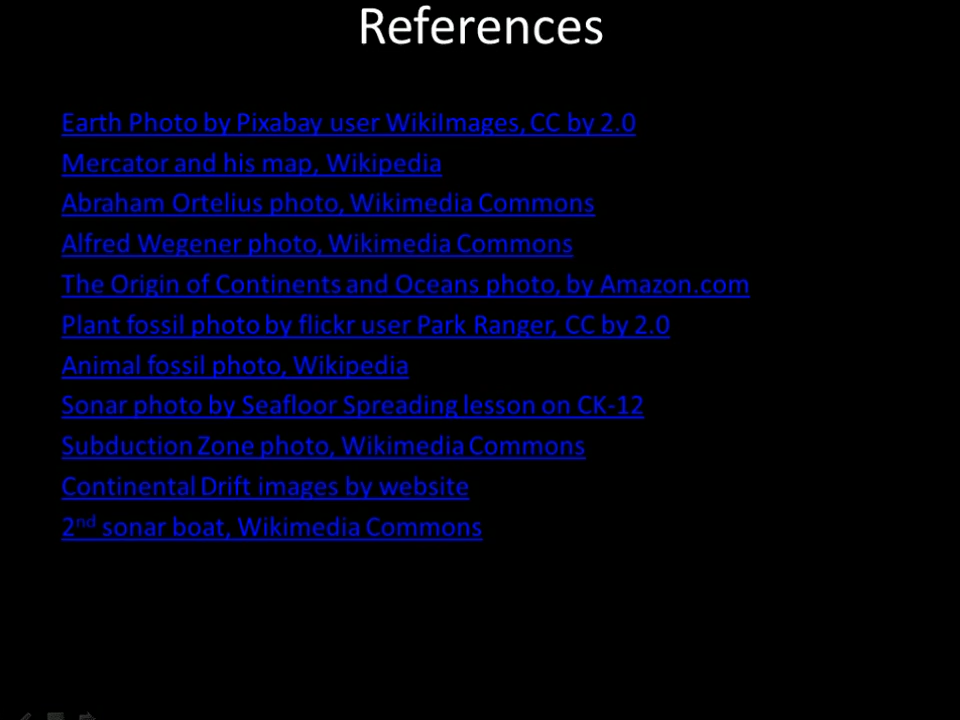 References
Earth Photo by Pixabay user WikiImages, CC by 2.0
Mercator and his map, Wikipedia
Abraham Ortelius photo, Wikimedia Commons
Alfred Wegener photo, Wikimedia Commons
The Origin of Continents and Oceans photo, by Amazon.com
Plant fossil photo by flickr user Park Ranger, CC by 2.0
Animal fossil photo, Wikipedia
Sonar photo by Seafloor Spreading lesson on CK-12
Subduction Zone photo, Wikimedia Commons
Continental Drift images by website
2nd sonar boat, Wikimedia Commons